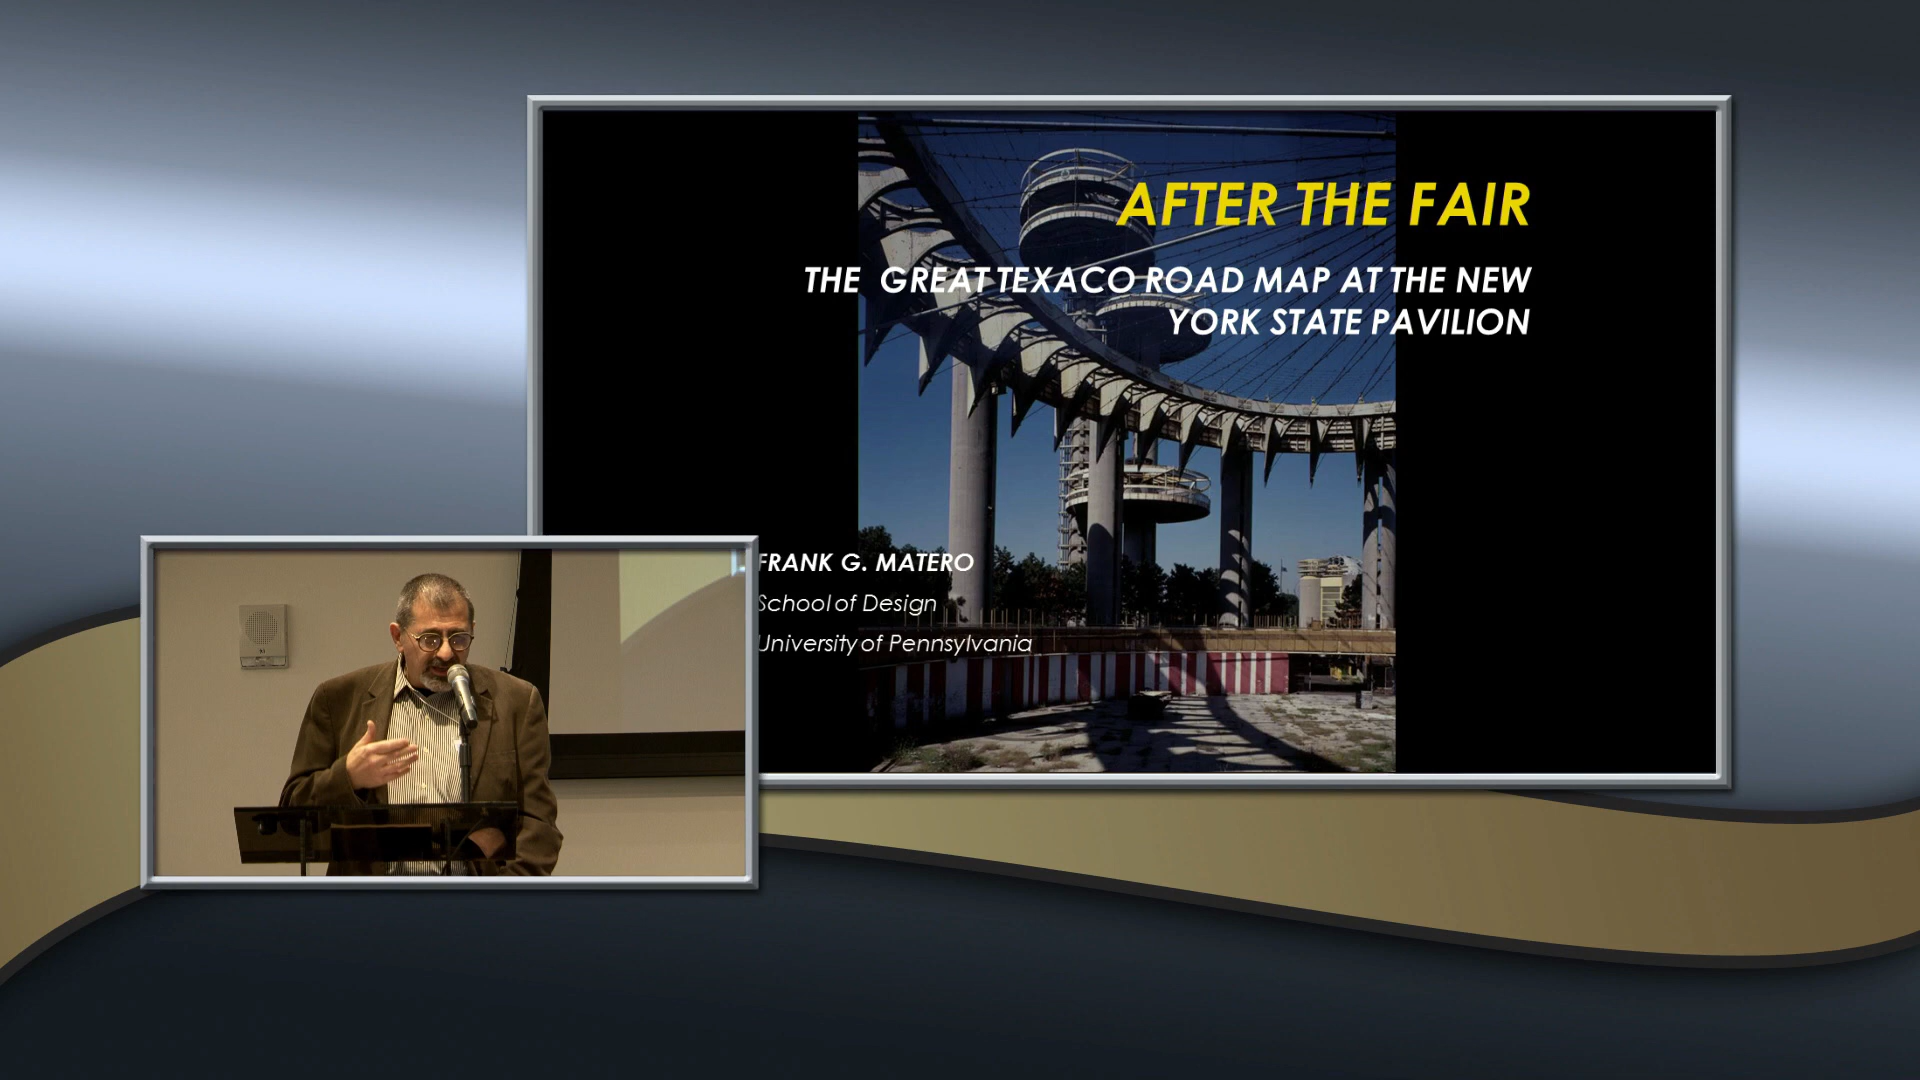 AFTER THE FAIR
THE GREAT TEXACO ROAD MAP AT THE NEW
YORK STATE PAVILION
FRANK G. MATERO
School of Design
University of Pennsylvania